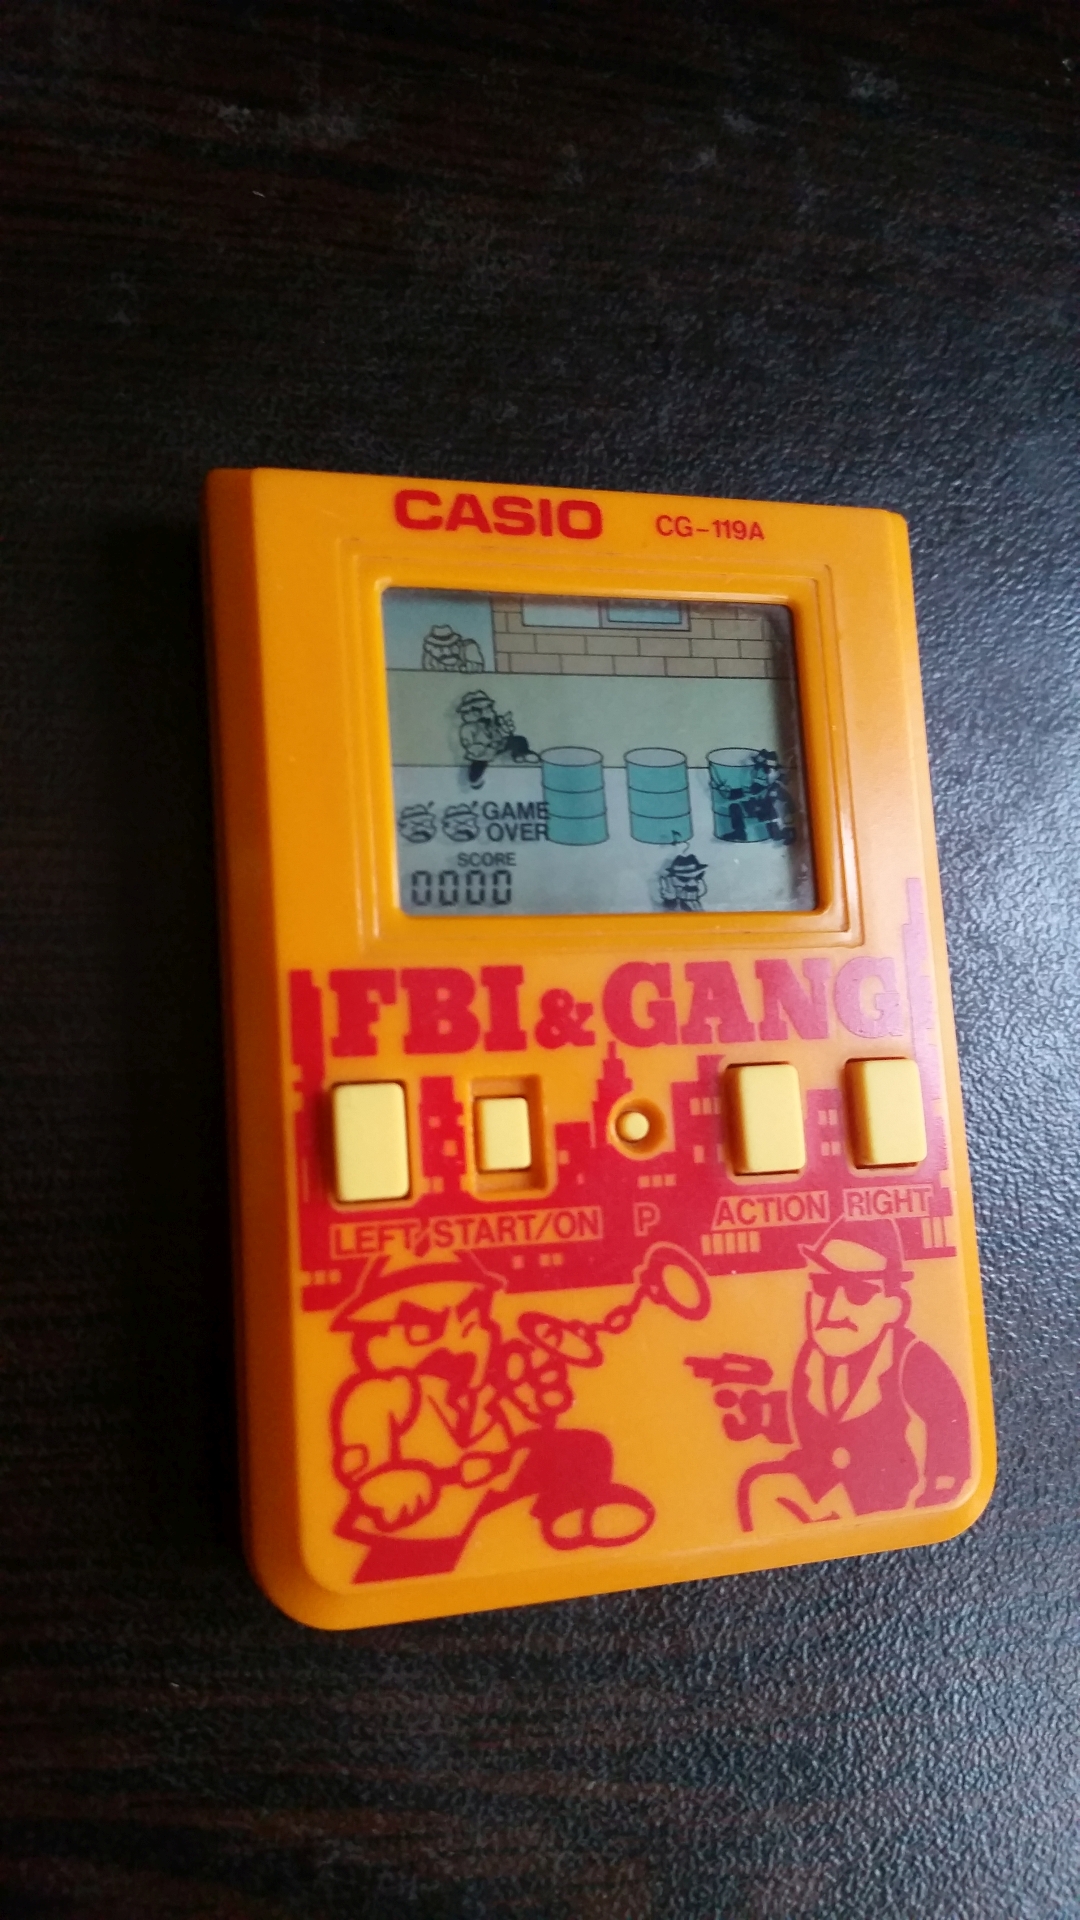 CASIO CG-119A
GAME
OVER
SCORE
0000
FBI&GANG
LEFT START/ON P ACTION RIGHT